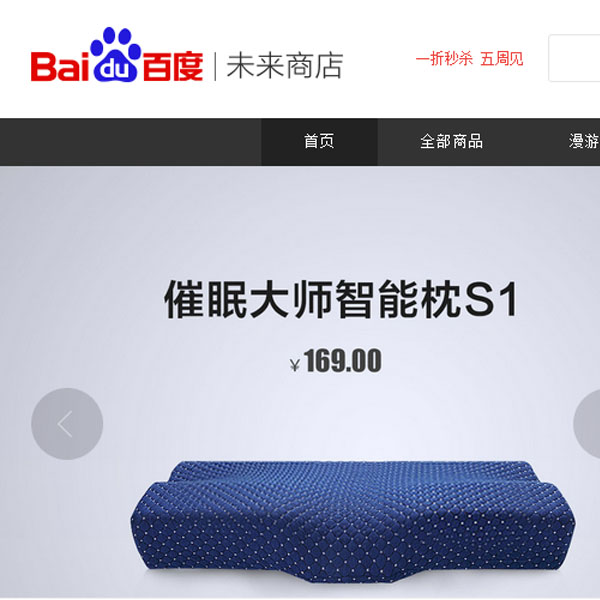 Bai du 百度 | 未来商店
一折秒杀 五周见
首页 全部商品 漫游
催眠大师智能枕S1
¥169.00